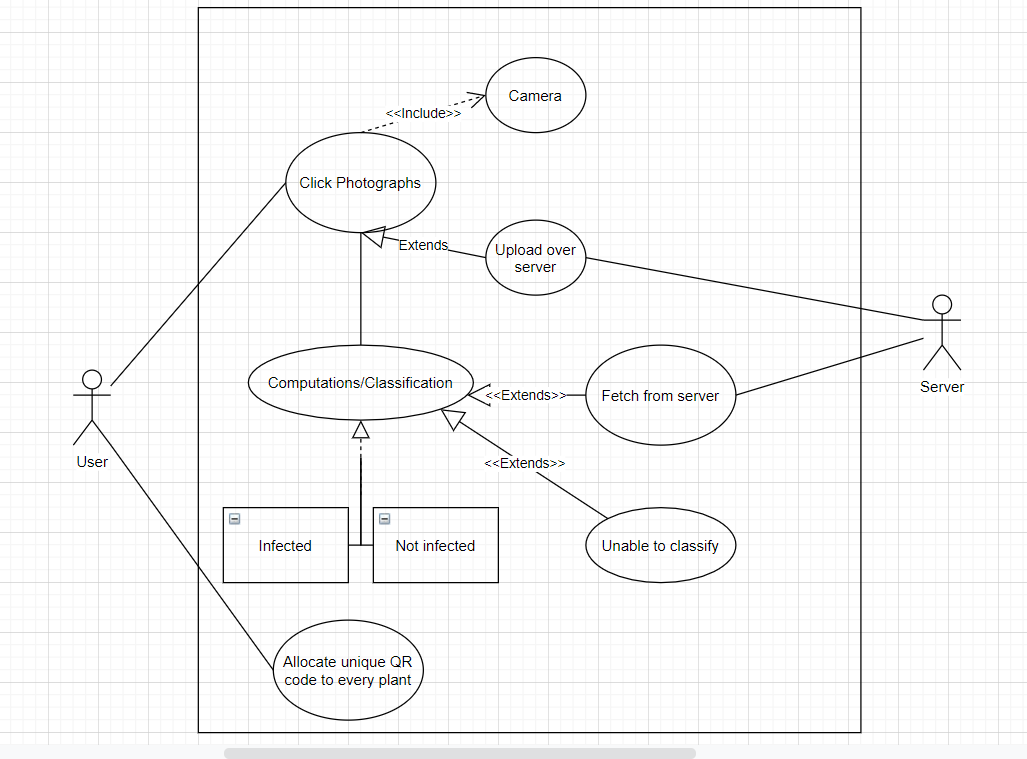 Camera
<<Include>>
Click Photographs
Extends
Upload over
server
Computations/Classification
<<Extends>>
Fetch from server
Server
User
<<Extends>>
Infected
Not infected
Unable to classify
Allocate unique QR
code to every plant